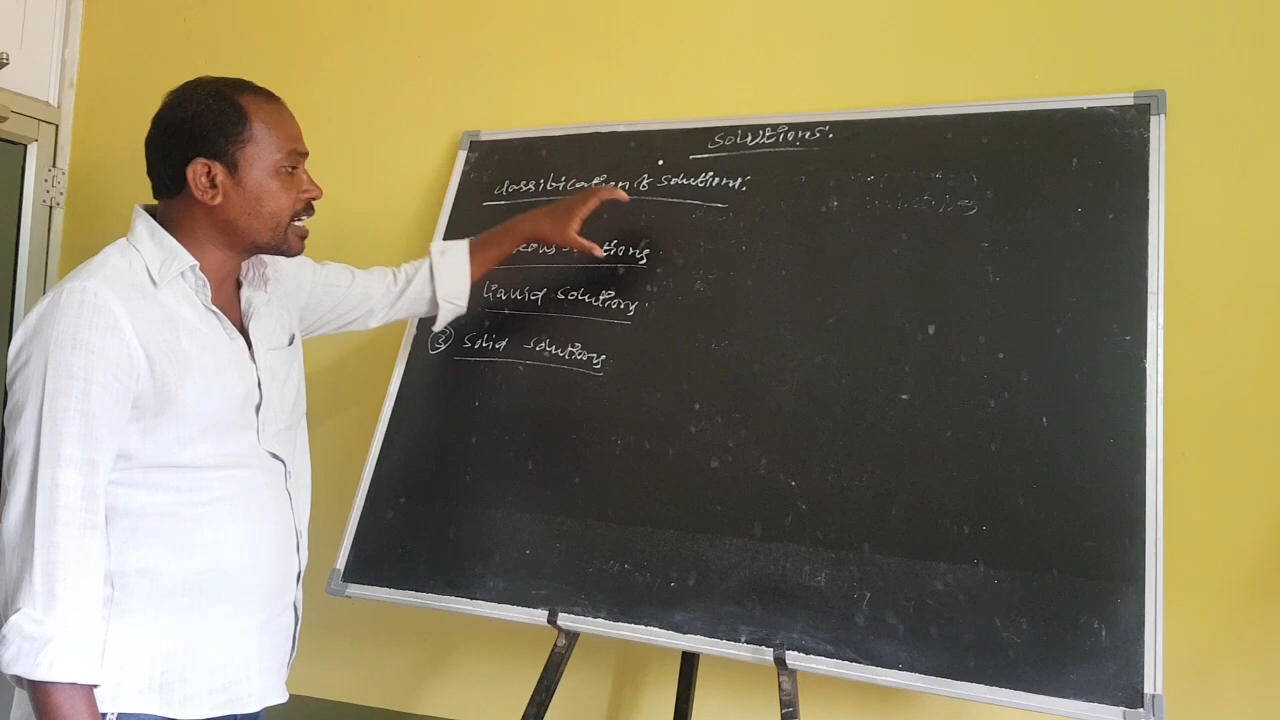 Solutions.
classification of solutions:
solutions.
liquid solutions.
③ Solid solutions.